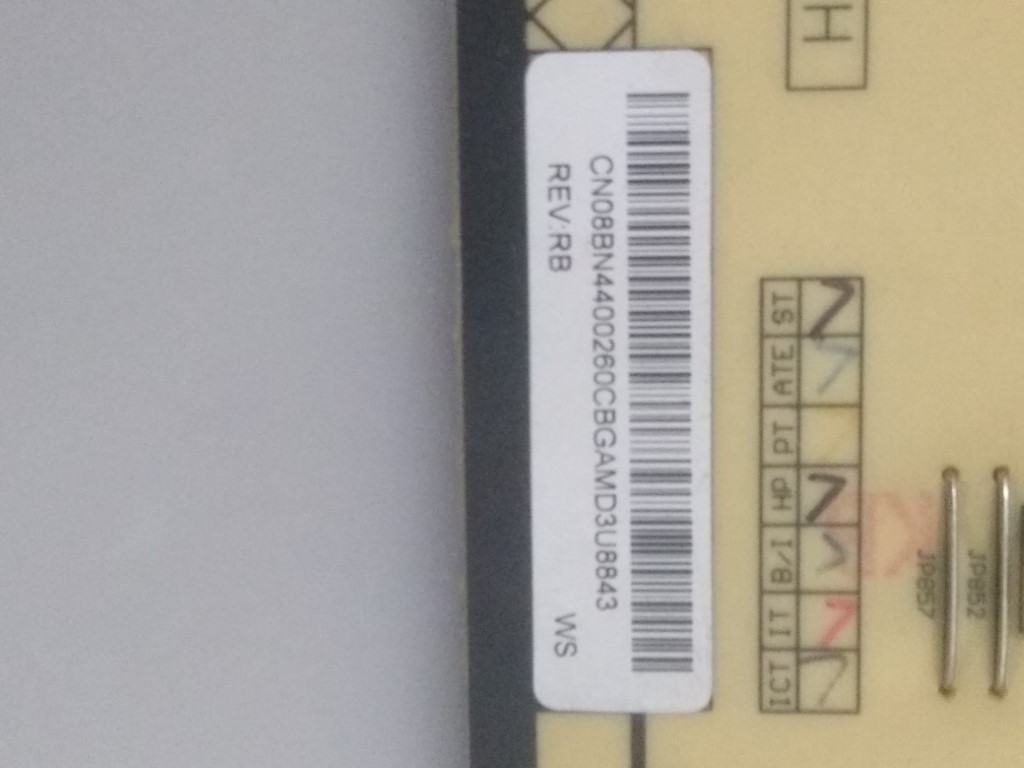 CN08BN4400260CBGAMD3U8843
REV:RB
WS
H
ICT
IT
B/I
HP
PT
ATE
ST
JP857
JP852